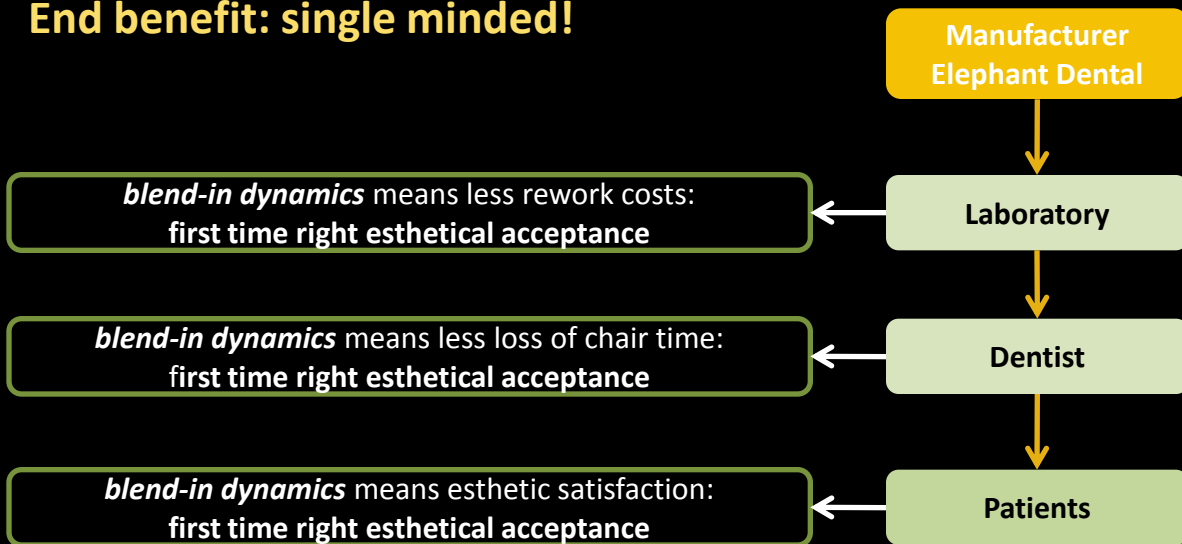 End benefit: single minded!
Manufacturer
Elephant Dental
blend-in dynamics means less rework costs:
first time right esthetical acceptance
Laboratory
blend-in dynamics means less loss of chair time:
first time right esthetical acceptance
Dentist
blend-in dynamics means esthetic satisfaction:
first time right esthetical acceptance
Patients